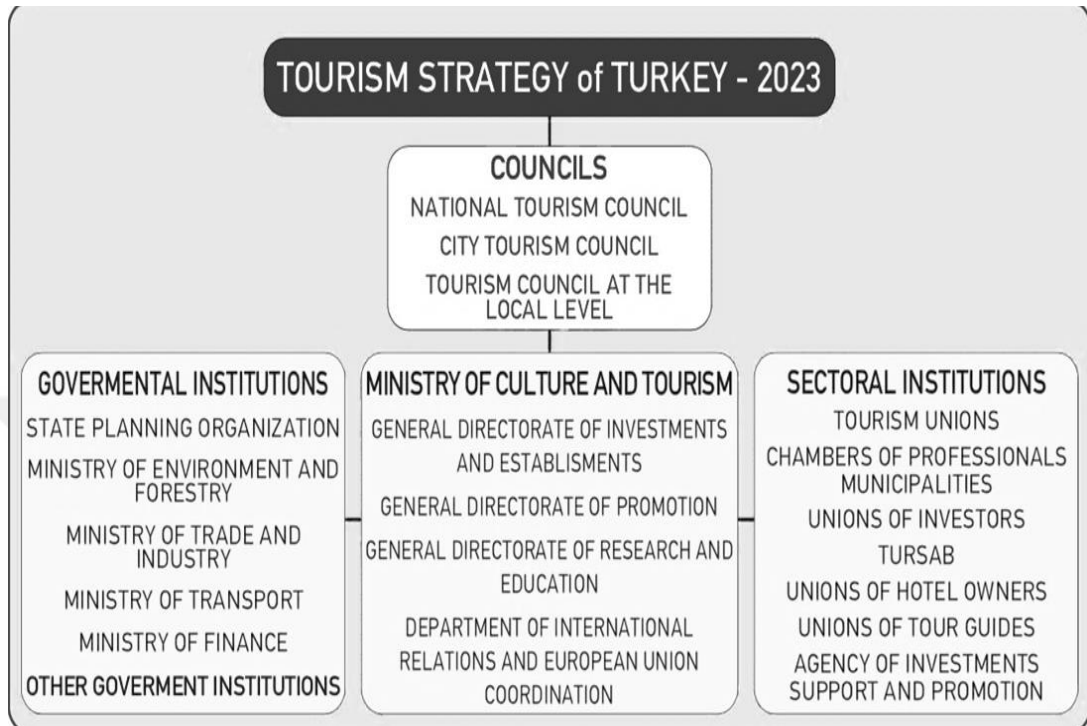 TOURISM STRATEGY of TURKEY - 2023
COUNCILS
NATIONAL TOURISM COUNCIL
CITY TOURISM COUNCIL
TOURISM COUNCIL AT THE
LOCAL LEVEL
GOVERMENTAL INSTITUTIONS
STATE PLANNING ORGANIZATION
MINISTRY OF ENVIRONMENT AND
FORESTRY
MINISTRY OF TRADE AND
INDUSTRY
MINISTRY OF TRANSPORT
MINISTRY OF FINANCE
OTHER GOVERMENT INSTITUTIONS
MINISTRY OF CULTURE AND TOURISM
GENERAL DIRECTORATE OF INVESTMENTS
AND ESTABLISMENTS
GENERAL DIRECTORATE OF PROMOTION
GENERAL DIRECTORATE OF RESEARCH AND
EDUCATION
DEPARTMENT OF INTERNATIONAL
RELATIONS AND EUROPEAN UNION
COORDINATION
SECTORAL INSTITUTIONS
TOURISM UNIONS
CHAMBERS OF PROFESSIONALS
MUNICIPALITIES
UNIONS OF INVESTORS
TURSAB
UNIONS OF HOTEL OWNERS
UNIONS OF TOUR GUIDES
AGENCY OF INVESTMENTS
SUPPORT AND PROMOTION